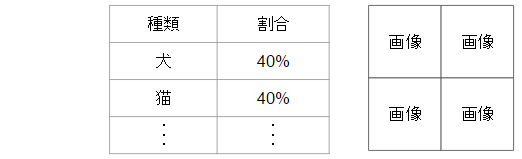 種類 割合
犬 40%
猫 40%
⋮ ⋮
画像 画像
画像 画像